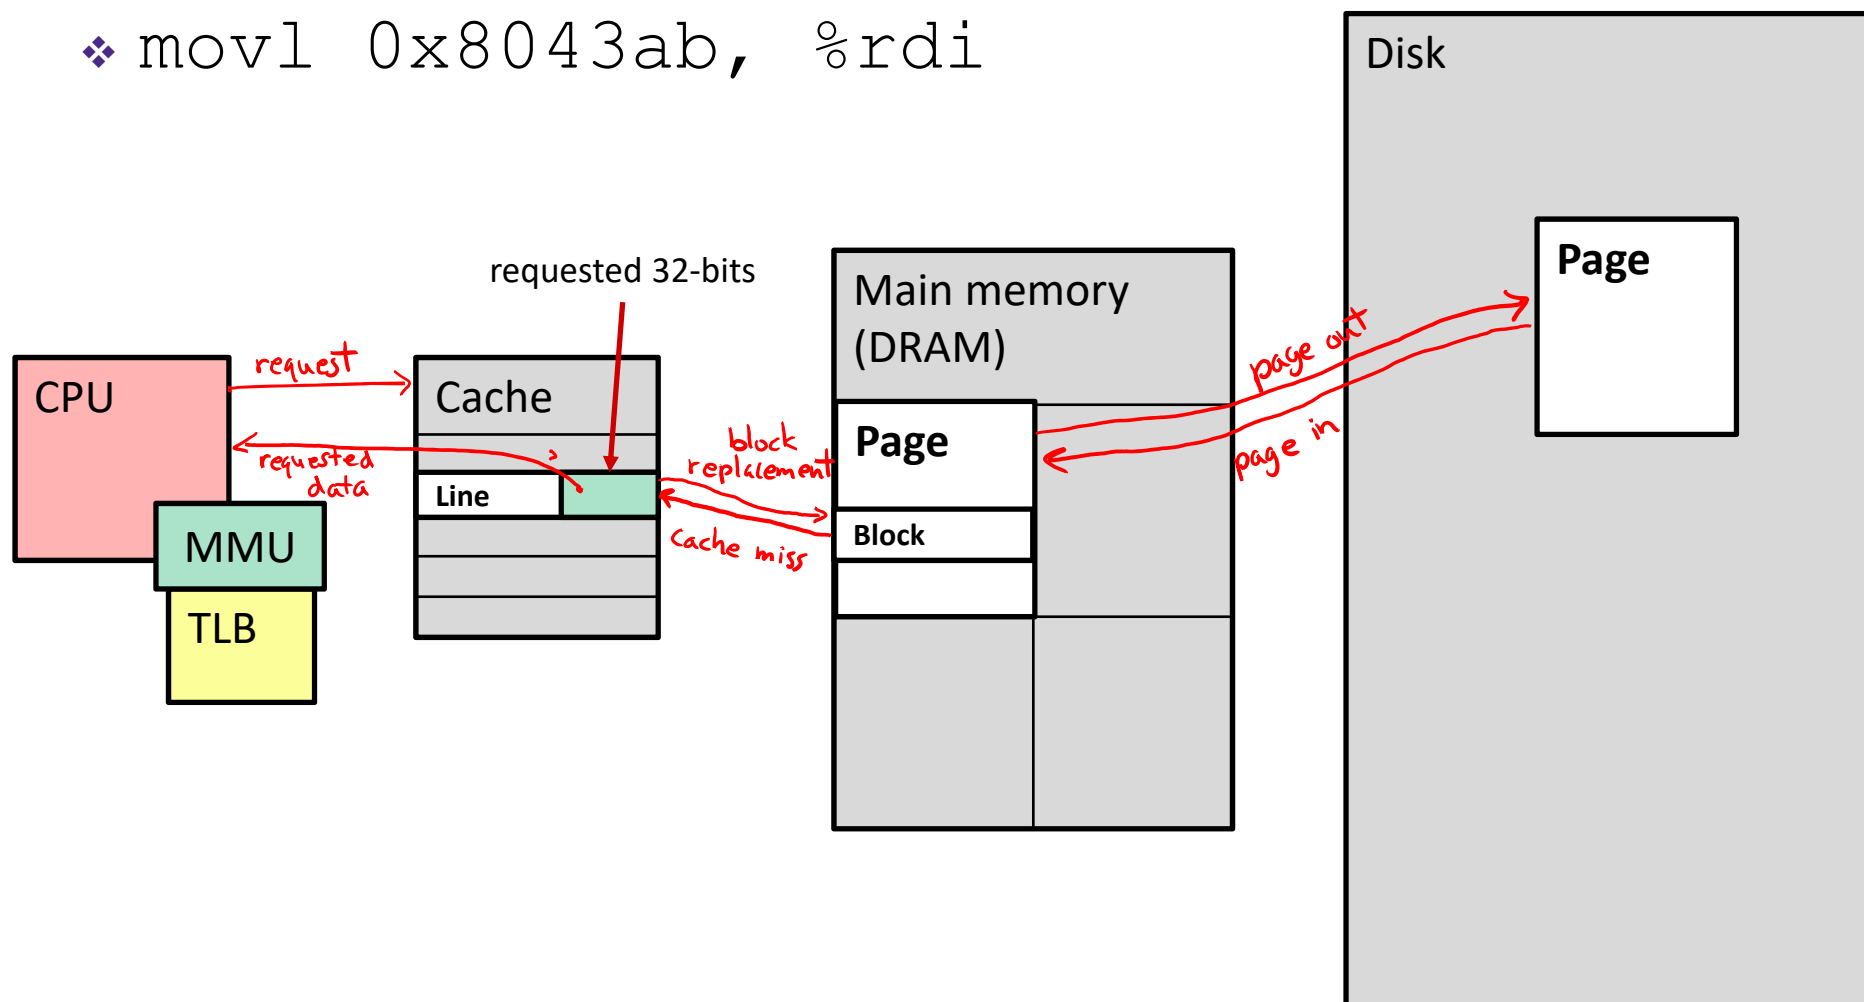 ❖ movl 0x8043ab, %rdi
Disk
Page
requested 32-bits
Main memory
(DRAM)
page out
page in
CPU
request
Cache
requested
data
Line
block
replacement
cache miss
Page
Block
MMU
TLB